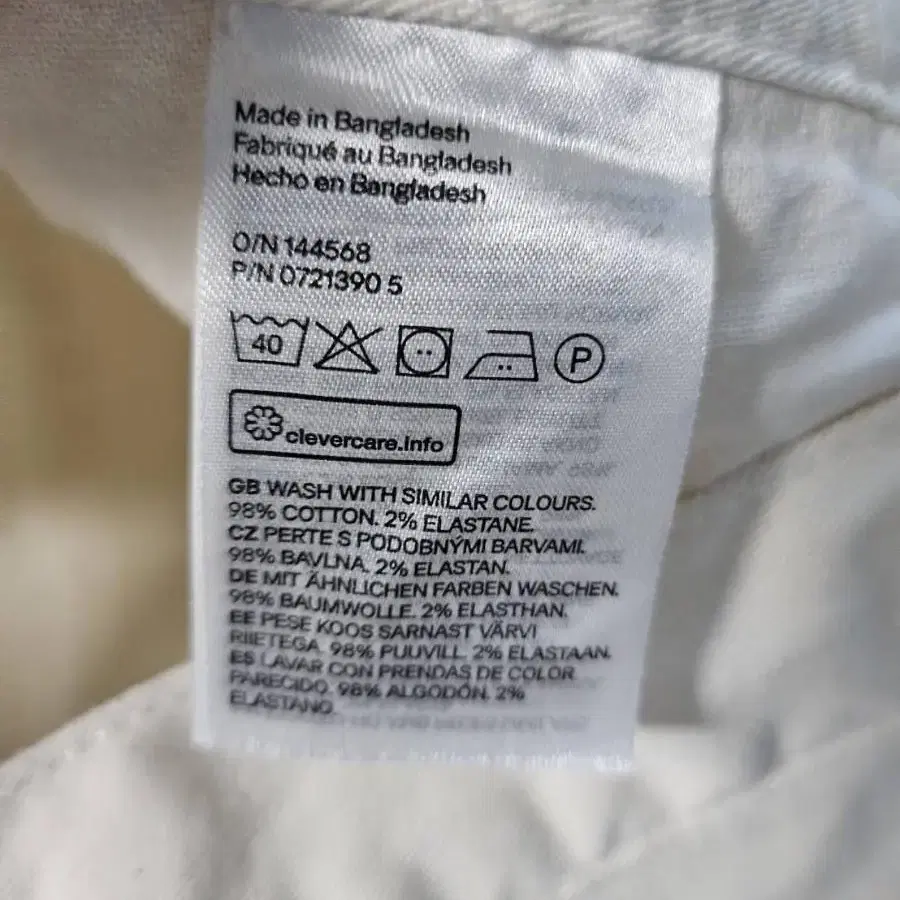 Made in Bangladesh
Fabriqué au Bangladesh
Hecho en Bangladesh
O/N 144568
P/N 0721390 5
40
P
clevercare.info
GB WASH WITH SIMILAR COLOURS.
98% COTTON. 2% ELASTANE.
CZ PERTE S PODOBNÝMI BARVAMI.
98% BAVLNA. 2% ELASTAN.
DE MIT ÄHNLICHEN FARBEN WASCHEN.
98% BAUMWOLLE. 2% ELASTHAN.
EE PESE KOOS SARNAST VÄRVI
RIIETEGA. 98% PUUVILL. 2% ELASTAAN.
ES LAVAR CON PRENDAS DE COLOR
PARECIDO. 98% ALGODÓN. 2%
ELASTANO.